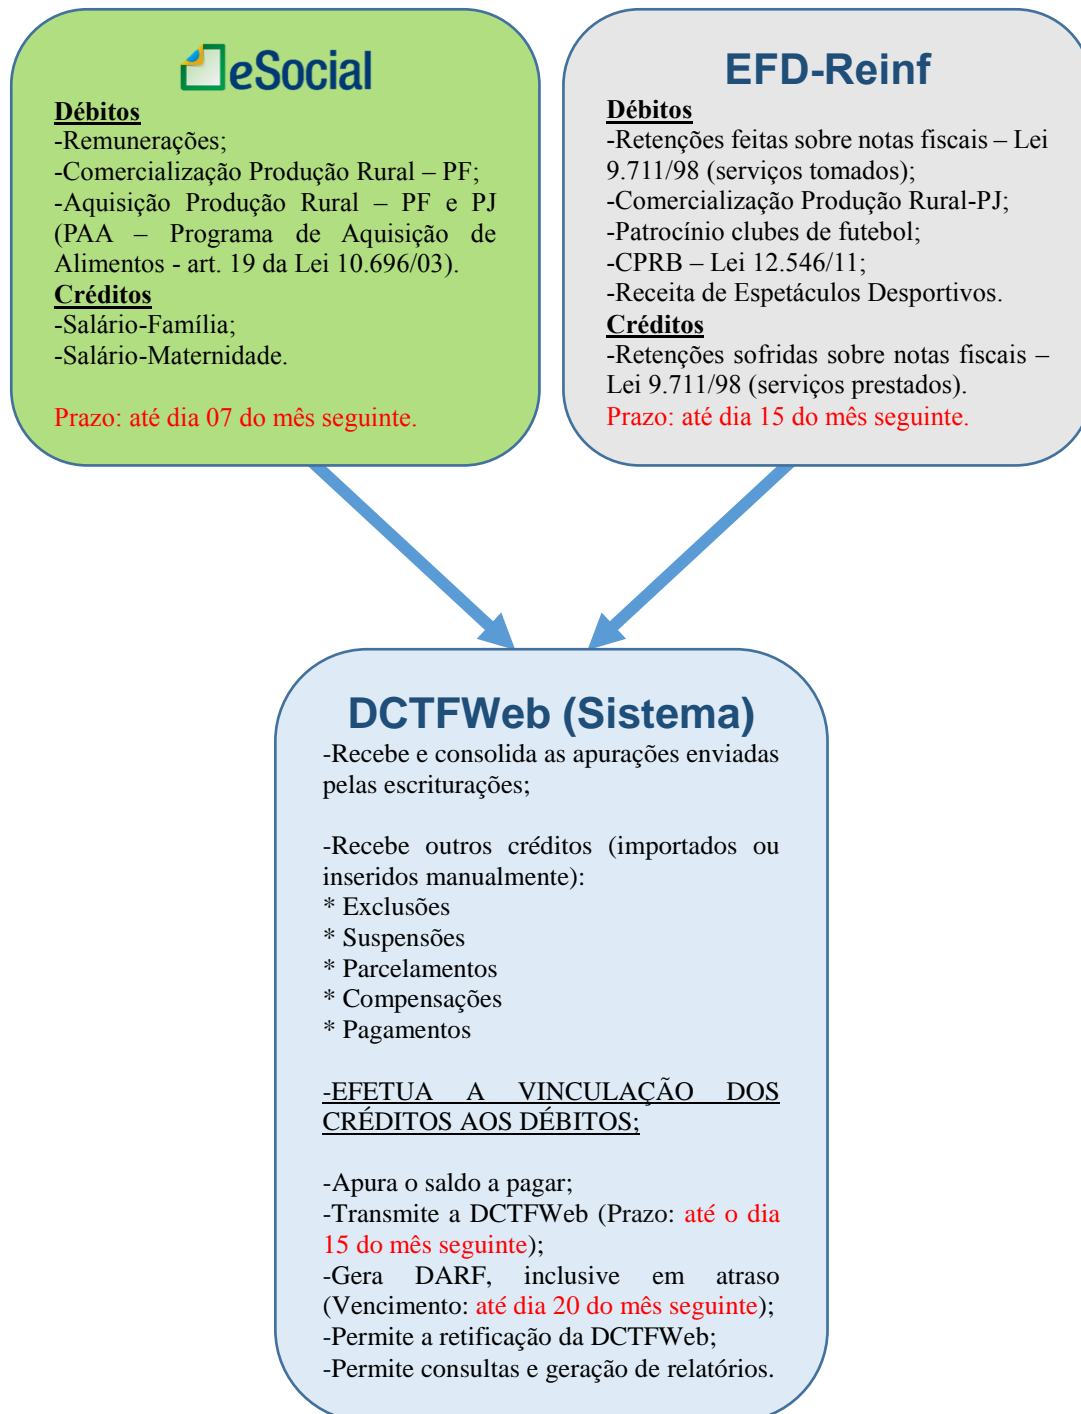 eSocial
Débitos
-Remunerações;
-Comercialização Produção Rural – PF;
-Aquisição Produção Rural – PF e PJ
(PAA – Programa de Aquisição de
Alimentos - art. 19 da Lei 10.696/03).
Créditos
-Salário-Família;
-Salário-Maternidade.
Prazo: até dia 07 do mês seguinte.
EFD-Reinf
Débitos
-Retenções feitas sobre notas fiscais – Lei
9.711/98 (serviços tomados);
-Comercialização Produção Rural-PJ;
-Patrocínio clubes de futebol;
-CPRB – Lei 12.546/11;
-Receita de Espetáculos Desportivos.
Créditos
-Retenções sofridas sobre notas fiscais –
Lei 9.711/98 (serviços prestados).
Prazo: até dia 15 do mês seguinte.
DCTFWeb (Sistema)
-Recebe e consolida as apurações enviadas
pelas escriturações;
-Recebe outros créditos (importados ou
inseridos manualmente):
* Exclusões
* Suspensões
* Parcelamentos
* Compensações
* Pagamentos
-EFETUA A VINCULAÇÃO DOS
CRÉDITOS AOS DÉBITOS;
-Apura o saldo a pagar;
-Transmite a DCTFWeb (Prazo: até o dia
15 do mês seguinte);
-Gera DARF, inclusive em atraso
(Vencimento: até dia 20 do mês seguinte);
-Permite a retificação da DCTFWeb;
-Permite consultas e geração de relatórios.